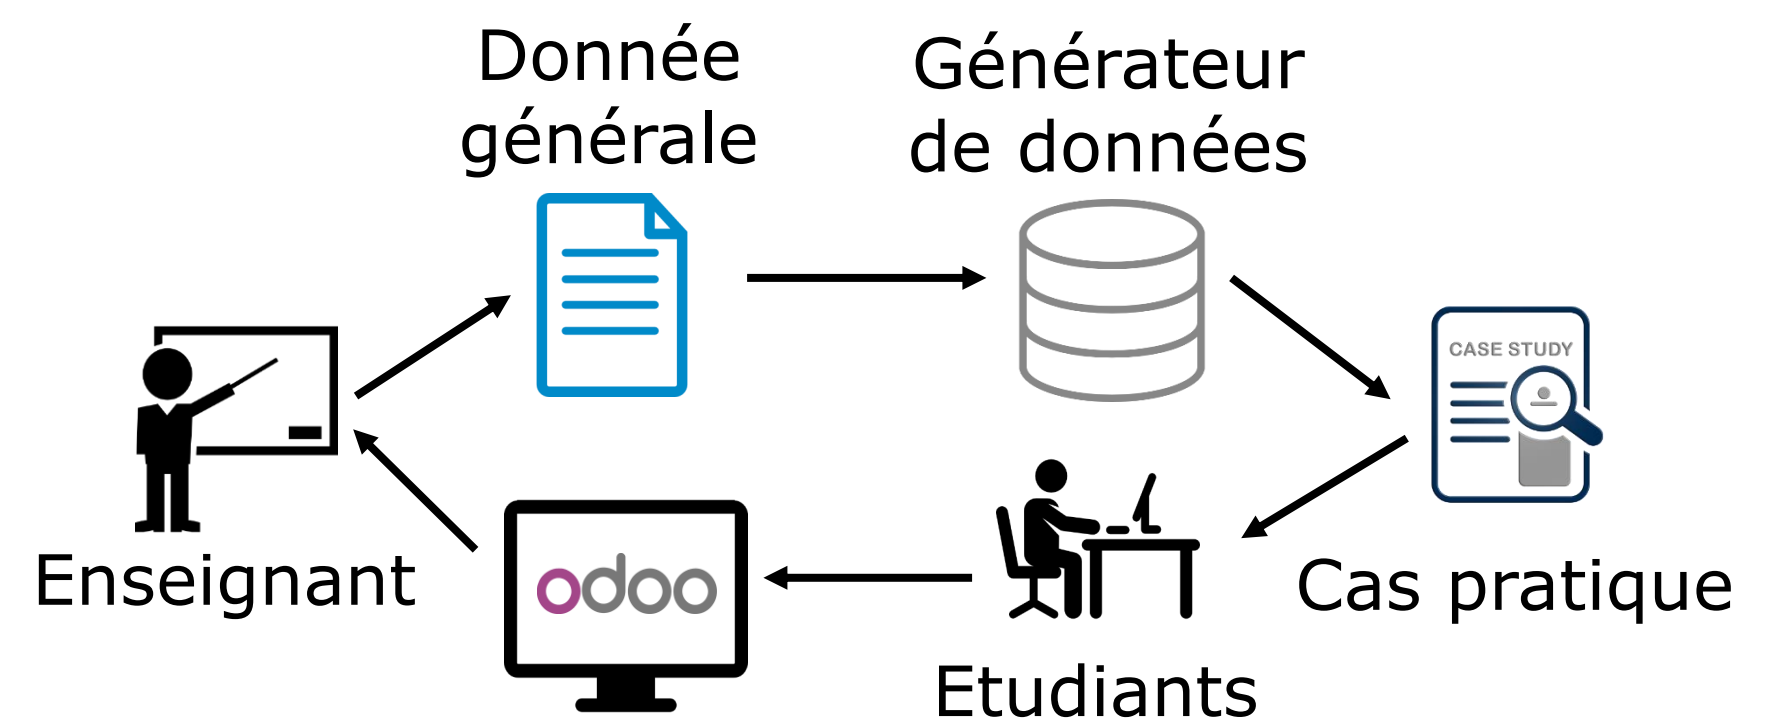 Donnée
générale
Générateur
de données
CASE STUDY
Enseignant
odoo
Etudiants
Cas pratique